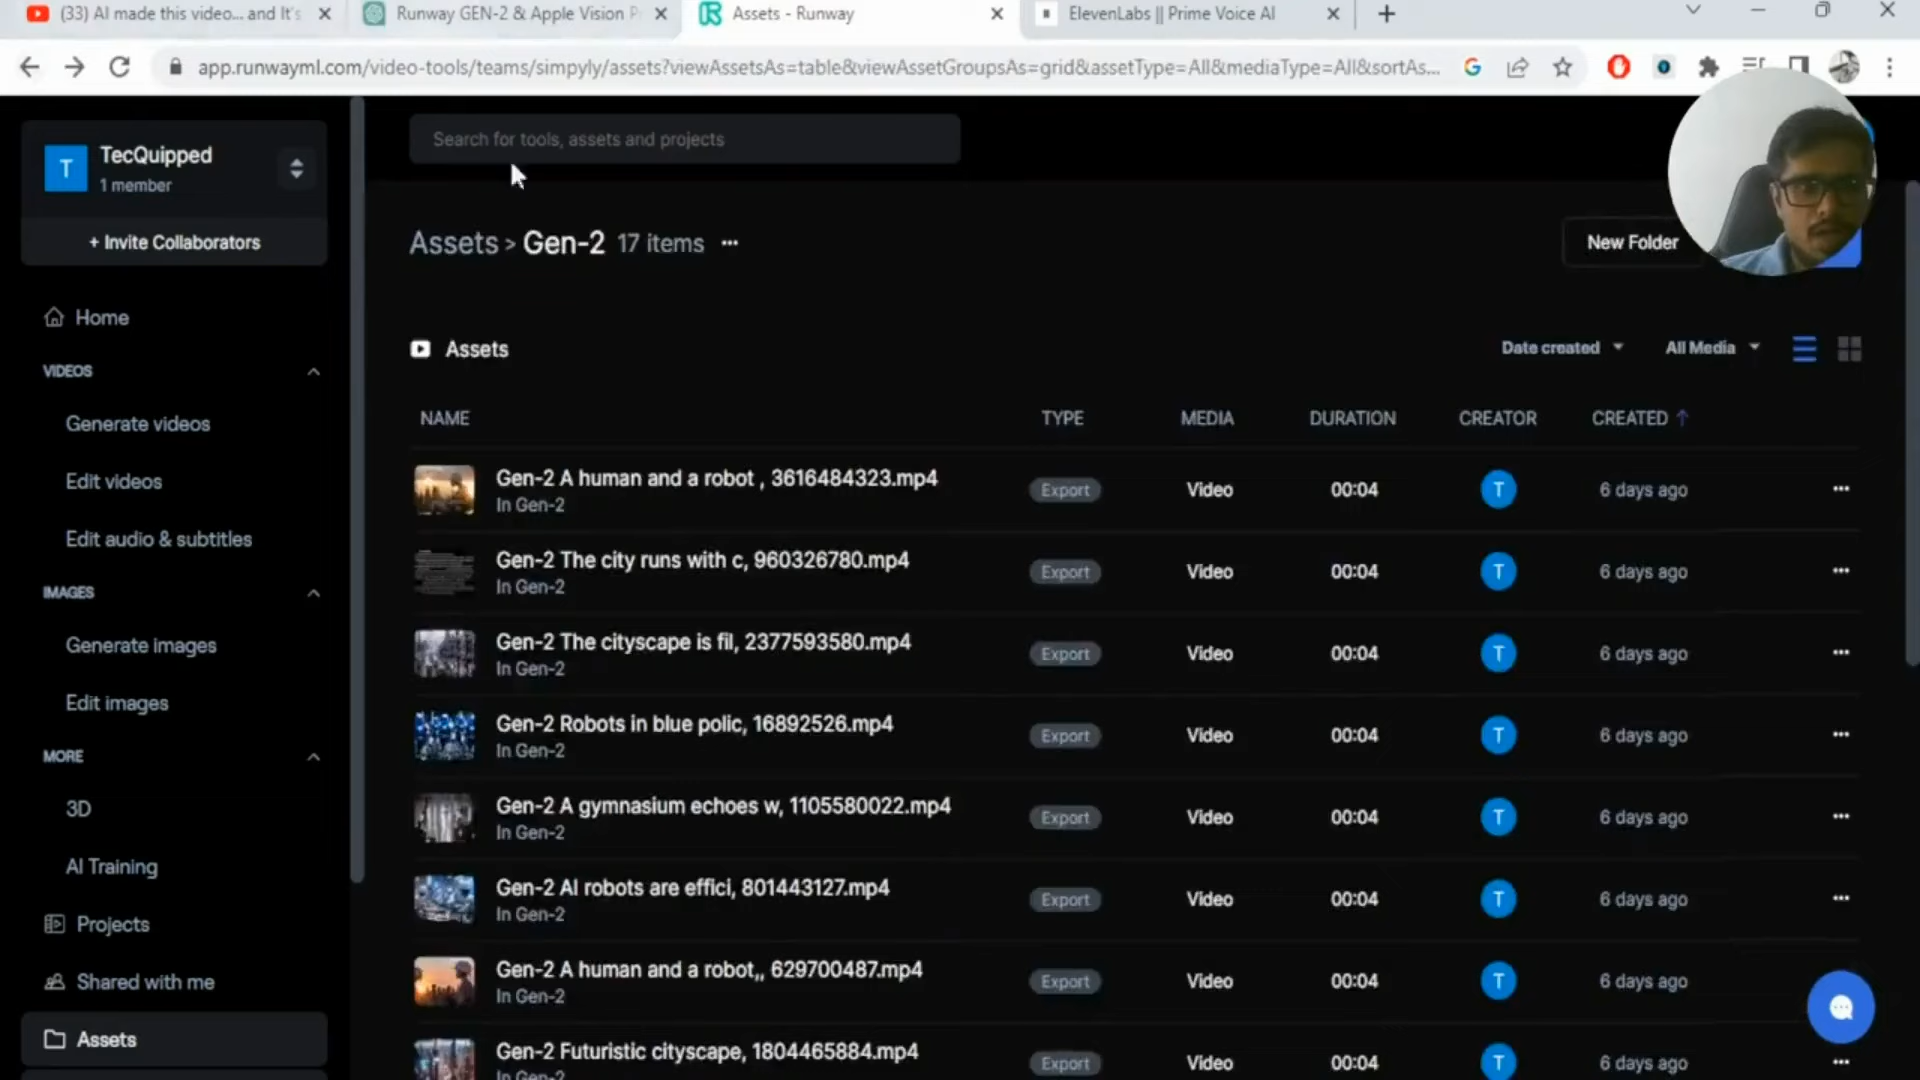 (33) AI made this video... and It's
Runway GEN-2 & Apple Vision P
Assets - Runway
ElevenLabs || Prime Voice AI
app.runwayml.com/video-tools/teams/simpyly/assets?viewAssetsAs=table&viewAssetGroupsAs=grid&assetType=All&mediaType=All&sortAs...
T
TecQuipped
1 member
+ Invite Collaborators
Search for tools, assets and projects
Assets > Gen-2 17 items ...
New Folder
Home
VIDEOS
Generate videos
Edit videos
Edit audio & subtitles
IMAGES
Generate images
Edit images
MORE
3D
AI Training
Projects
Shared with me
Assets
Assets
Date created
All Media
NAME TYPE MEDIA DURATION CREATOR CREATED ↑
Gen-2 A human and a robot , 3616484323.mp4
In Gen-2
Export Video 00:04 T 6 days ago ...
Gen-2 The city runs with c, 960326780.mp4
In Gen-2
Export Video 00:04 T 6 days ago ...
Gen-2 The cityscape is fil, 2377593580.mp4
In Gen-2
Export Video 00:04 T 6 days ago ...
Gen-2 Robots in blue polic, 16892526.mp4
In Gen-2
Export Video 00:04 T 6 days ago ...
Gen-2 A gymnasium echoes w, 1105580022.mp4
In Gen-2
Export Video 00:04 T 6 days ago ...
Gen-2 AI robots are effici, 801443127.mp4
In Gen-2
Export Video 00:04 T 6 days ago ...
Gen-2 A human and a robot,, 629700487.mp4
In Gen-2
Export Video 00:04 T 6 days ago ...
Gen-2 Futuristic cityscape, 1804465884.mp4
In Gen-2
Export Video 00:04 T 6 days ago ...